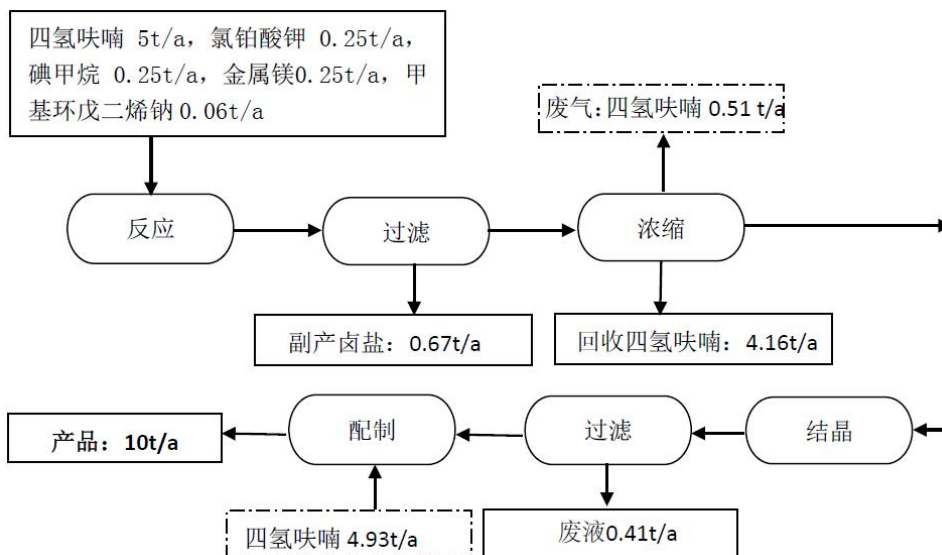 四氢呋喃 5t/a，氯铂酸钾 0.25t/a，
碘甲烷 0.25t/a，金属镁0.25t/a，甲
基环戊二烯钠 0.06t/a
废气：四氢呋喃 0.51 t/a
反应
过滤
浓缩
副产卤盐：0.67t/a
回收四氢呋喃：4.16t/a
产品：10t/a
配制
过滤
结晶
四氢呋喃 4.93t/a
废液0.41t/a